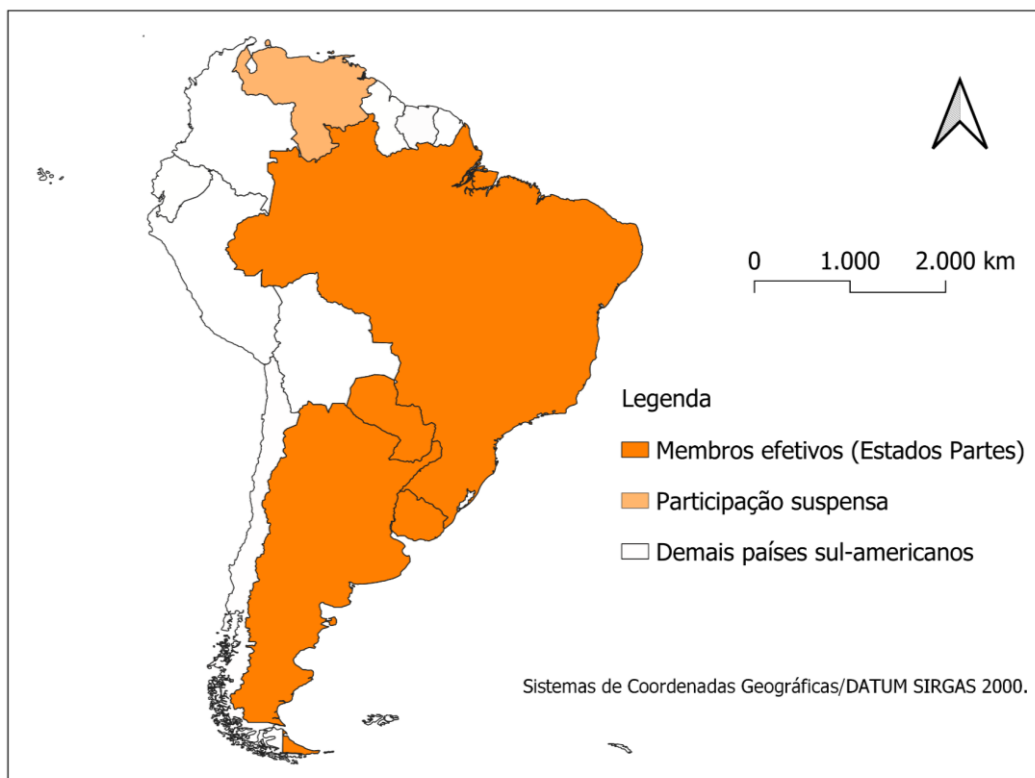 0 1.000 2.000 km
Legenda
Membros efetivos (Estados Partes)
Participação suspensa
Demais países sul-americanos
Sistemas de Coordenadas Geográficas/DATUM SIRGAS 2000.